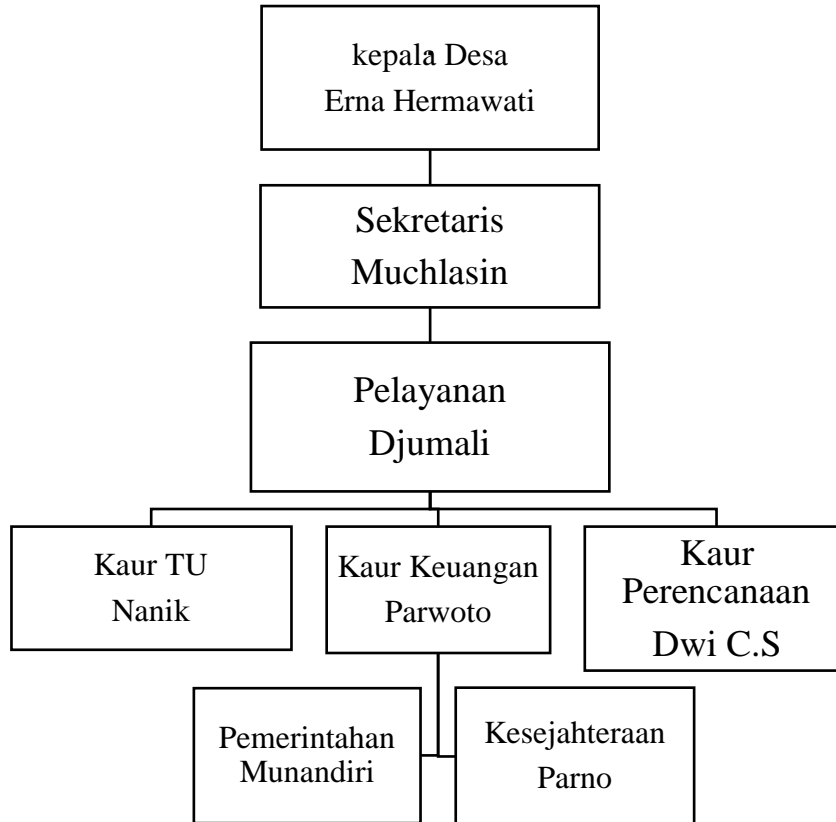 kepala Desa
Erna Hermawati
Sekretaris
Muchlasin
Pelayanan
Djumali
Kaur TU
Nanik
Kaur Keuangan
Parwoto
Kaur
Perencanaan
Dwi C.S
Pemerintahan
Munandiri
Kesejahteraan
Parno